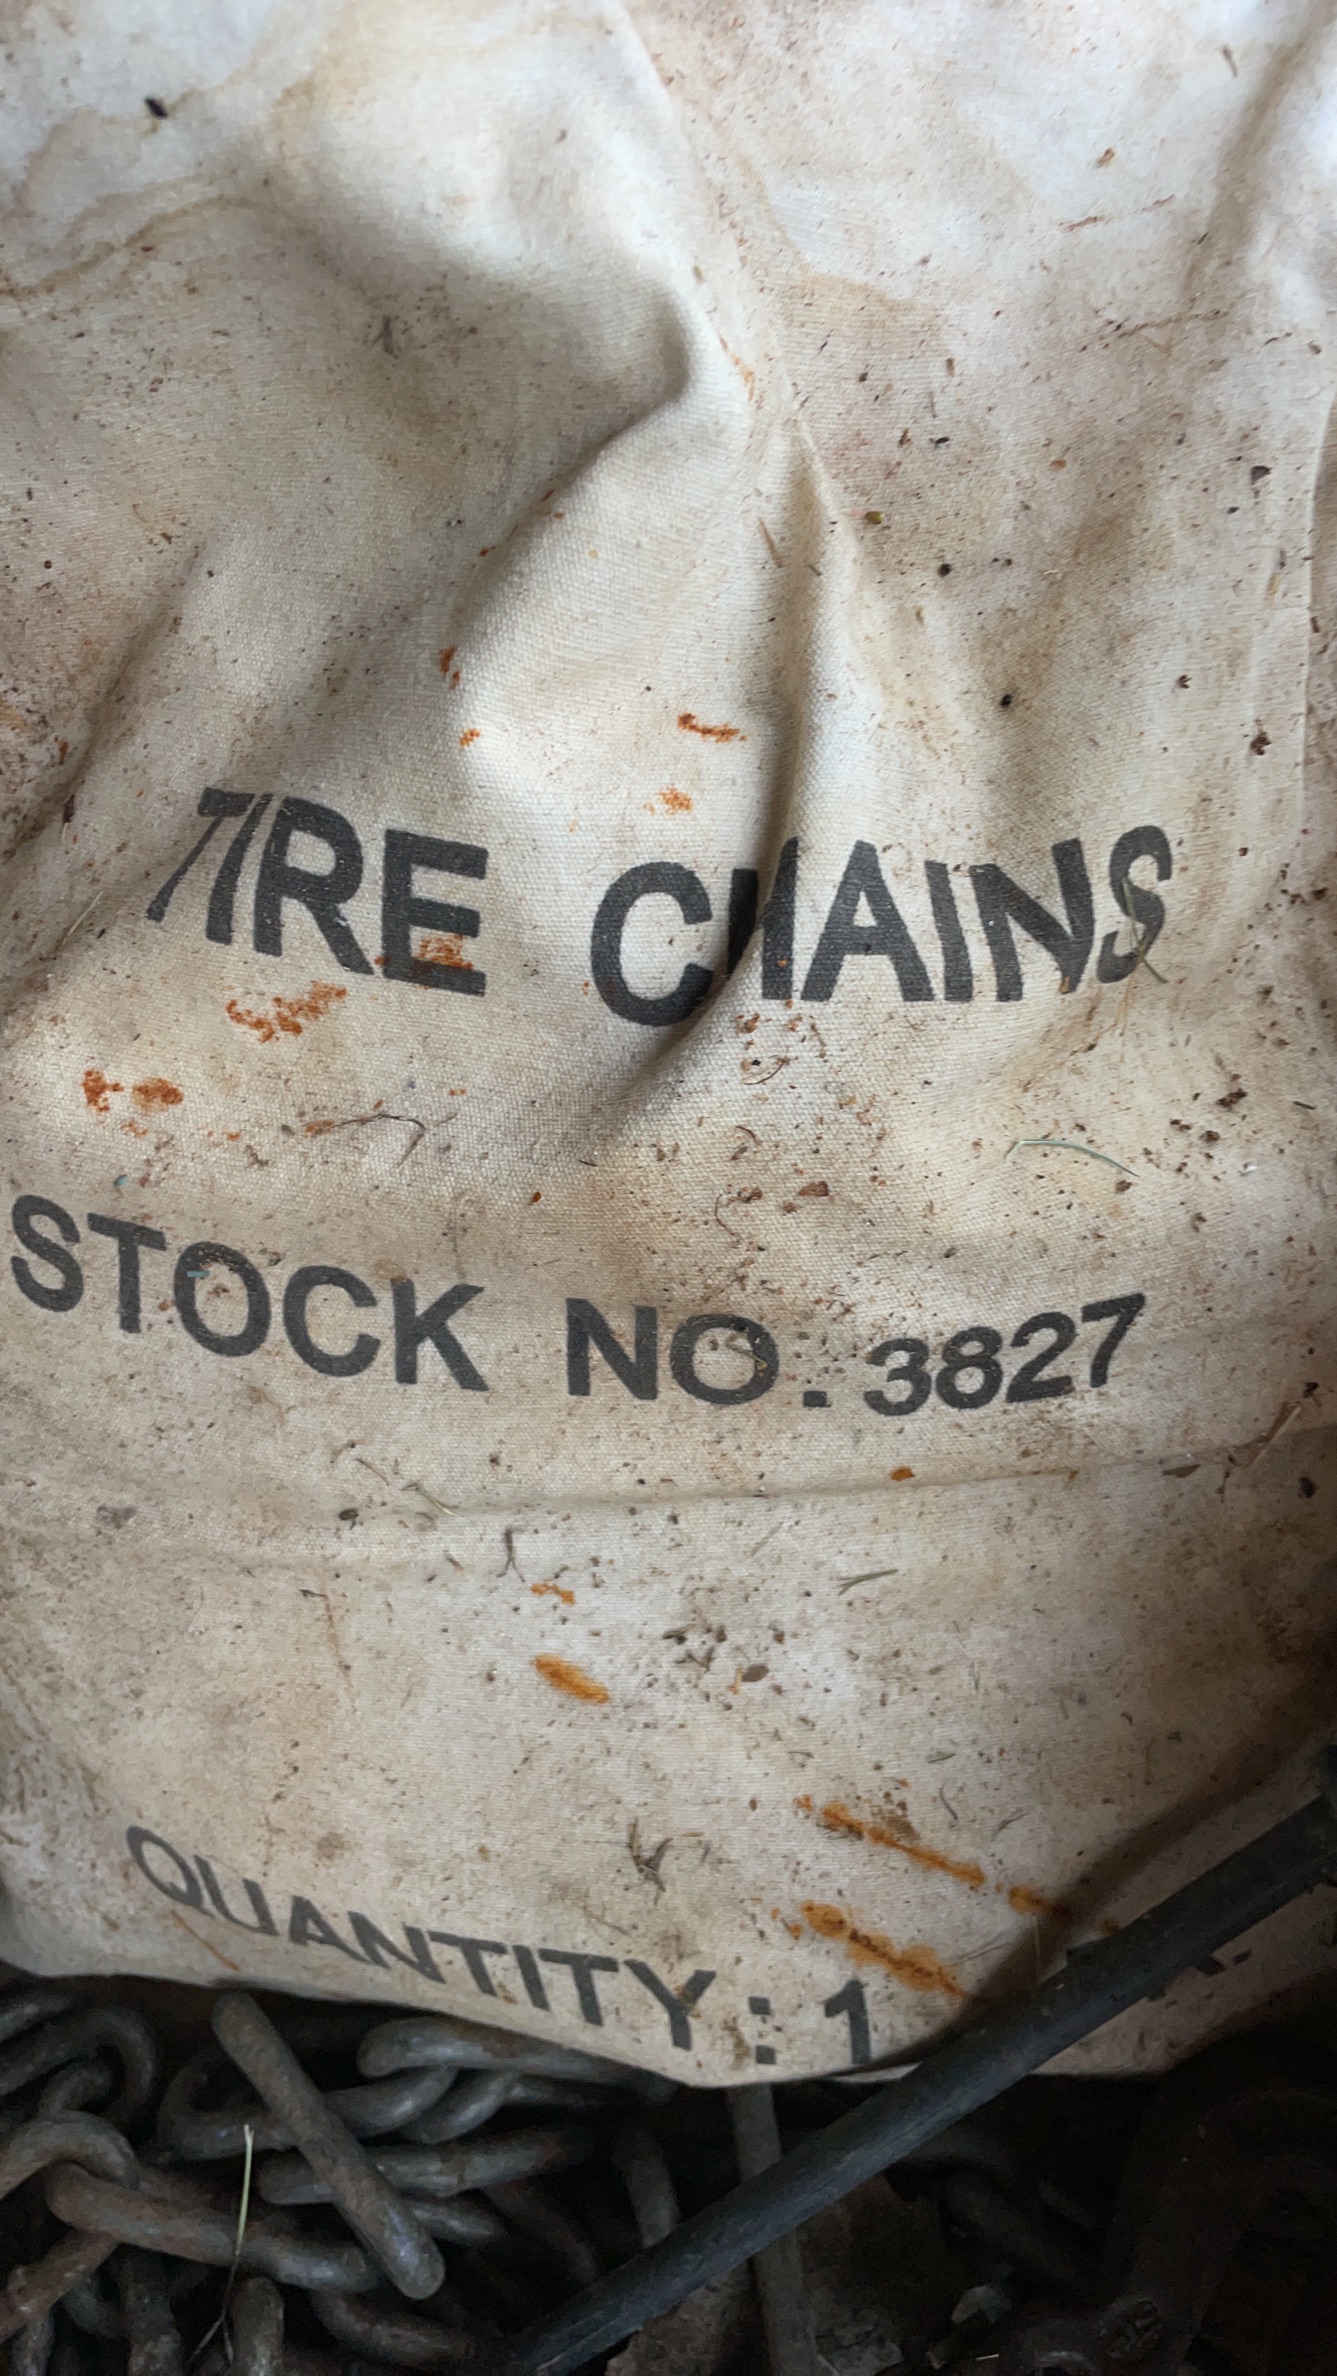 TIRE CHAINS
STOCK NO. 3827
QUANTITY: 1